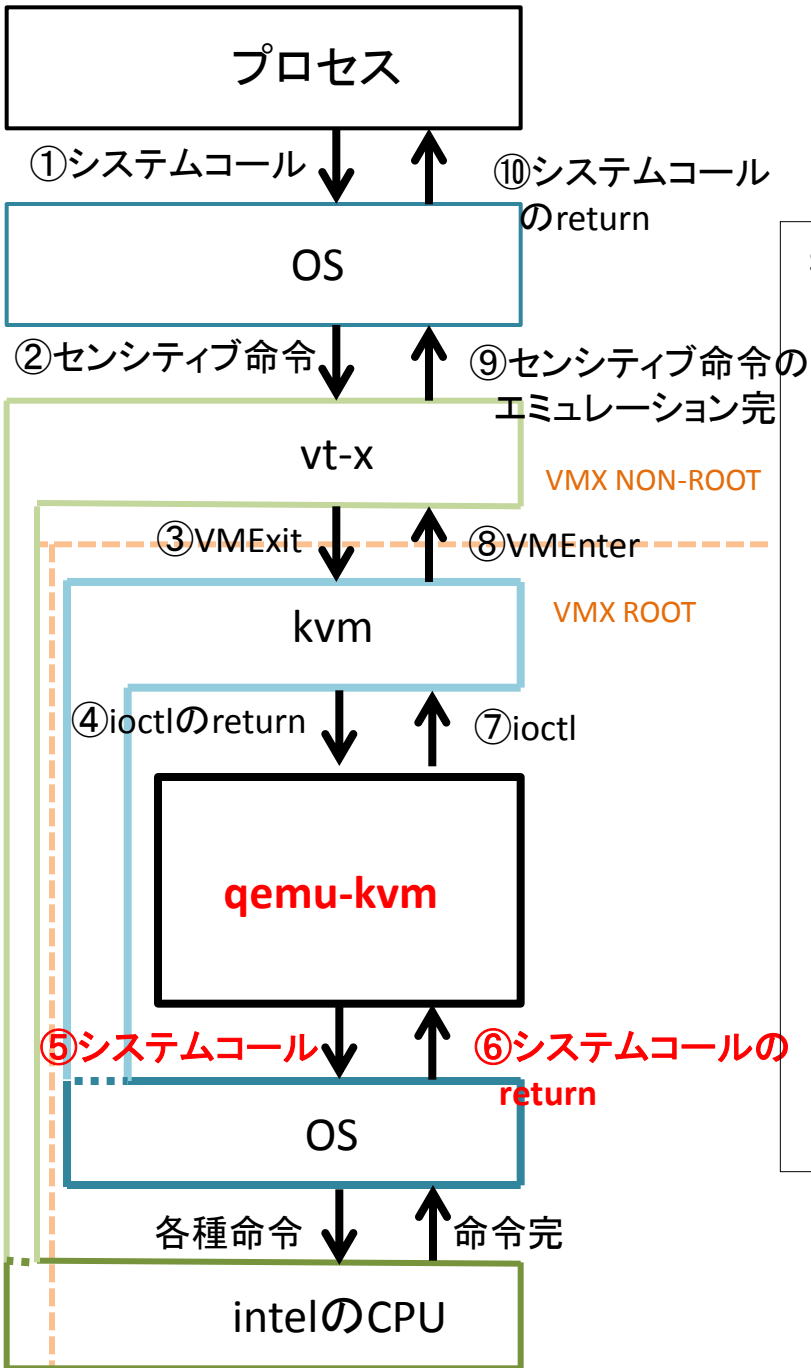 プロセス
①システムコール
⑩システムコール
のreturn
OS
②センシティブ命令
⑨センシティブ命令の
エミュレーション完
vt-x
VMX NON-ROOT
③VMExit
⑧VMEnter
VMX ROOT
kvm
④ioctlのreturn
⑦ioctl
qemu-kvm
⑤システムコール
⑥システムコールの
return
OS
各種命令
命令完
intelのCPU